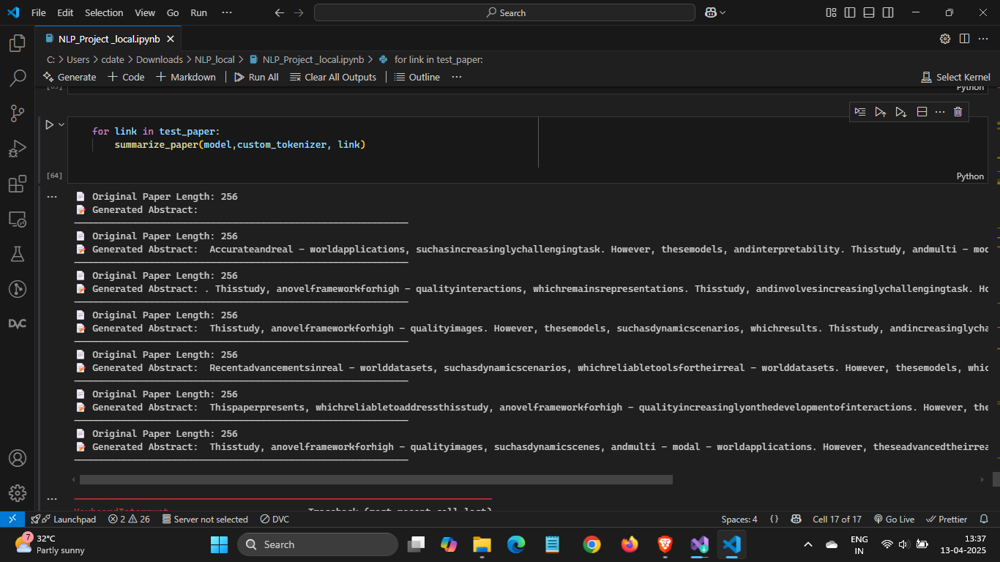 File Edit Selection View Go Run ··· Search
NLP_Project _local.ipynb
C: > Users > cdate > Downloads > NLP_local > NLP_Project _local.ipynb > for link in test_paper:
Generate + Code + Markdown Run All Clear All Outputs Outline ··· Select Kernel
Python
for link in test_paper:
summarize_paper(model,custom_tokenizer, link)
[64] Python
Original Paper Length: 256
Generated Abstract:
Original Paper Length: 256
Generated Abstract: Accurateandreal - worldapplications, suchasincreasinglychallengingtask. However, thesemodels, andinterpretability. Thisstudy, andmulti - mod
Original Paper Length: 256
Generated Abstract: . Thisstudy, anovelframeworkforhigh - qualityinteractions, whichremainsrepresentations. Thisstudy, andinvolvesincreasinglychallengingtask. Ho
Original Paper Length: 256
Generated Abstract: Thisstudy, anovelframeworkforhigh - qualityimages. However, thesemodels, suchasdynamicscenarios, whichresults. Thisstudy, andincreasinglycha
Original Paper Length: 256
Generated Abstract: Recentadvancementsinreal - worlddatasets, suchasdynamicscenarios, whichreliabletoolsfortheirreal - worlddatasets. However, thesemodels, whic
Original Paper Length: 256
Generated Abstract: Thispaperpresents, whichreliabletoaddressthisstudy, anovelframeworkforhigh - qualityincreasinglyonthedevelopmentofinteractions. However, the
Original Paper Length: 256
Generated Abstract: Thisstudy, anovelframeworkforhigh - qualityimages, suchasdynamicscenes, andmulti - modal - worldapplications. However, theseadvancedtheirrea
KeyboardInterrupt Traceback (most recent call last)
Launchpad 2 26 Server not selected DVC Spaces: 4 {} Cell 17 of 17 Go Live Prettier
7 32°C
Partly sunny
Search
ENG
IN
13:37
13-04-2025
DVC